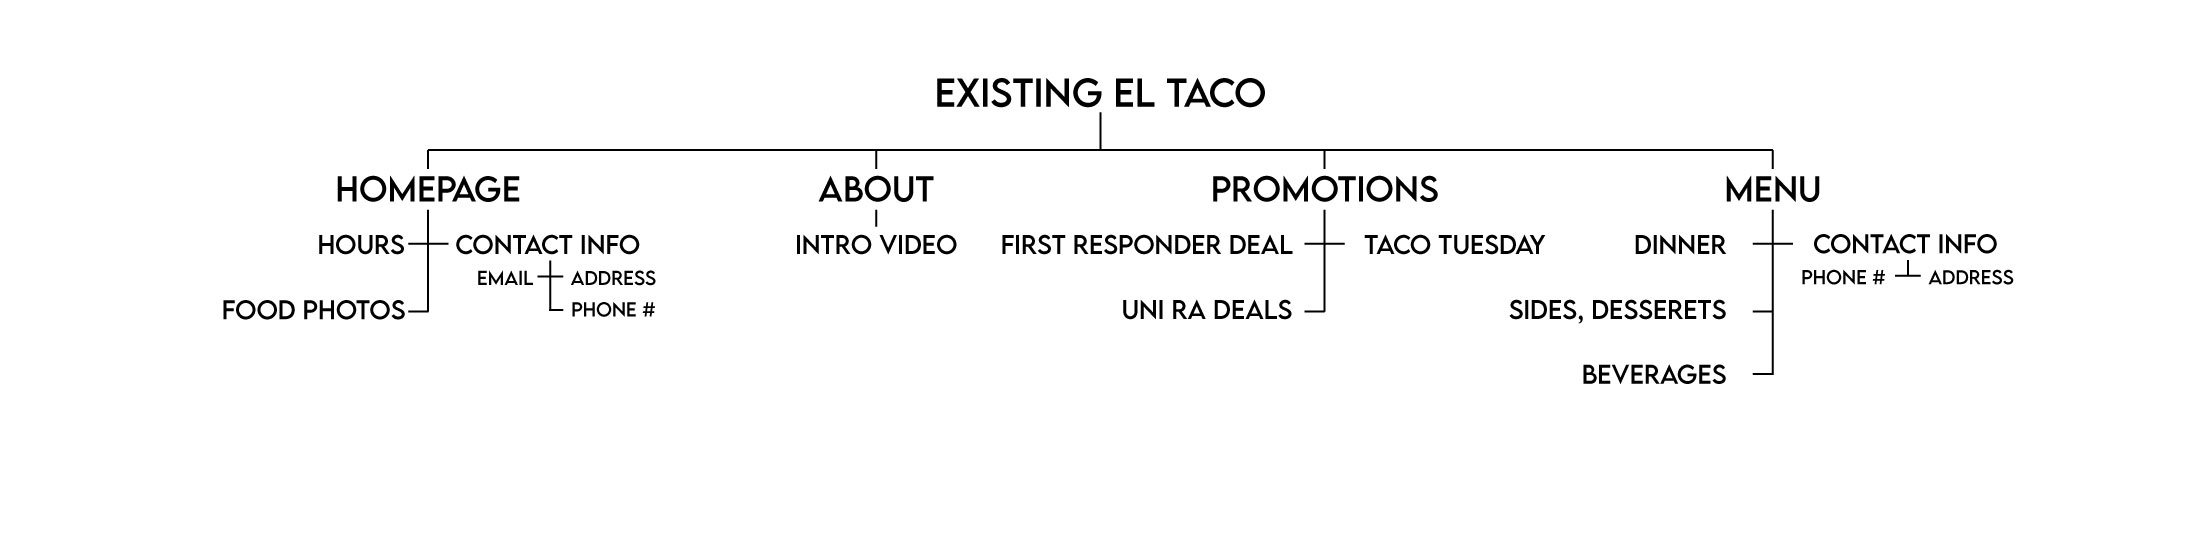 EXISTING EL TACO
HOMEPAGE ABOUT PROMOTIONS MENU
HOURS CONTACT INFO INTRO VIDEO FIRST RESPONDER DEAL TACO TUESDAY DINNER CONTACT INFO
EMAIL ADDRESS PHONE # ADDRESS
FOOD PHOTOS PHONE # UNI RA DEALS SIDES, DESSERETS
BEVERAGES